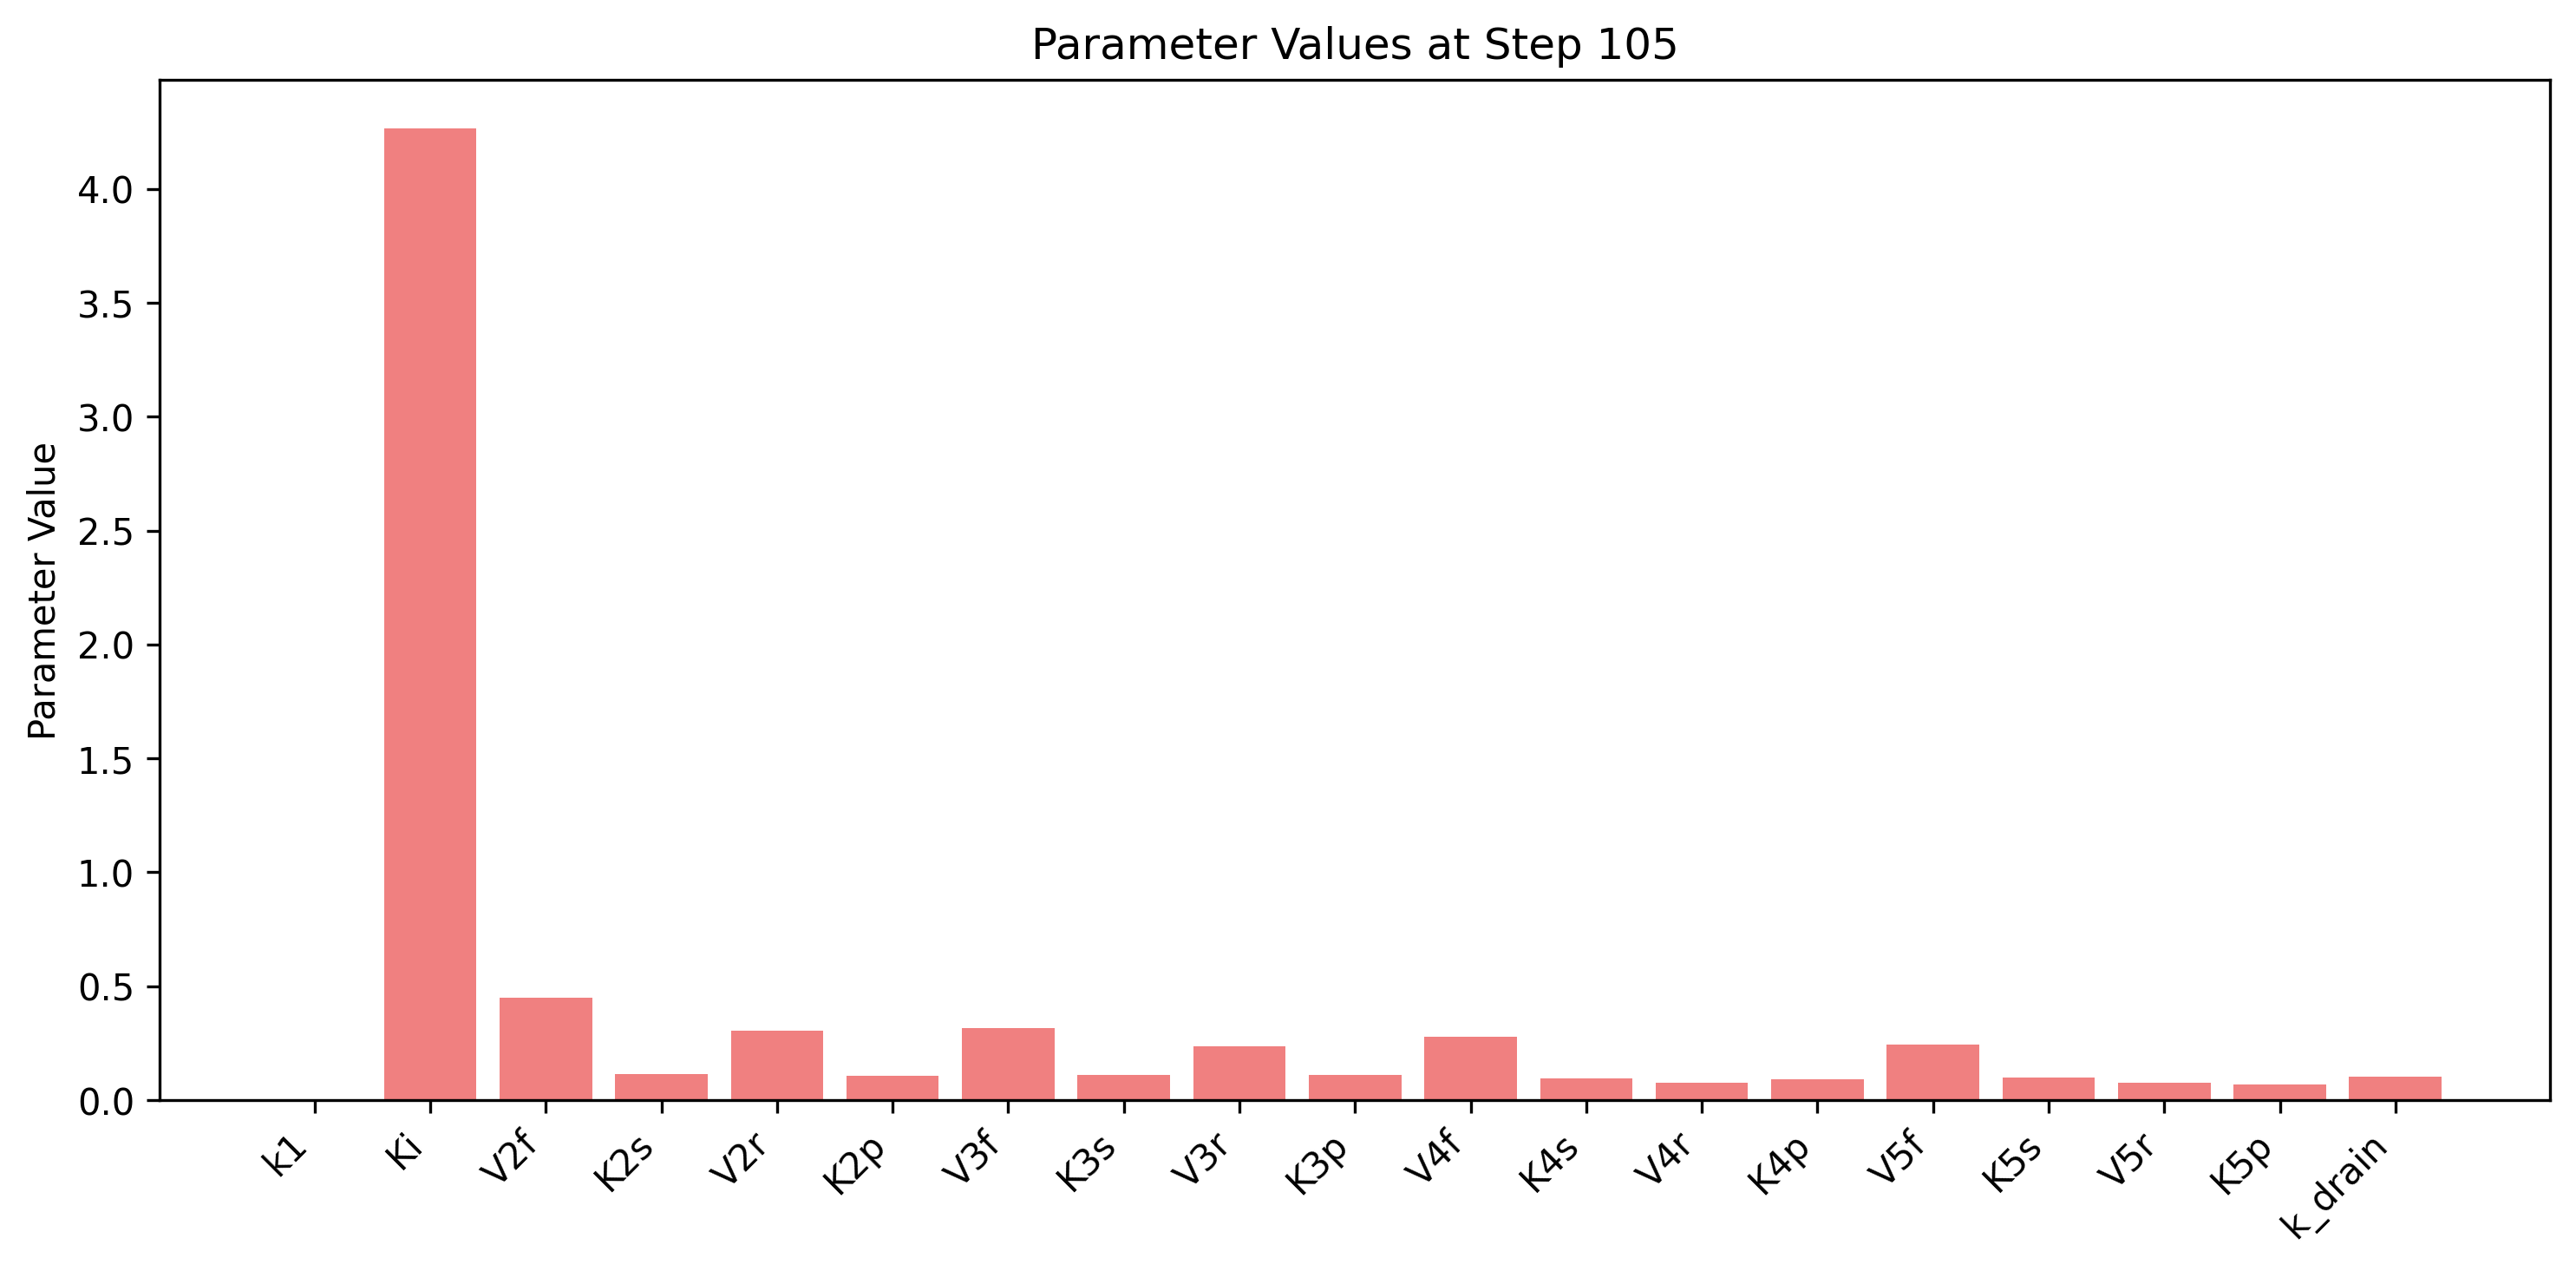 Parameter Values at Step 105
Parameter Value
4.0
3.5
3.0
2.5
2.0
1.5
1.0
0.5
0.0
k1
Ki
V2f
K2s
V2r
K2p
V3f
K3s
V3r
K3p
V4f
K4s
V4r
K4p
V5f
K5s
V5r
K5p
k_drain